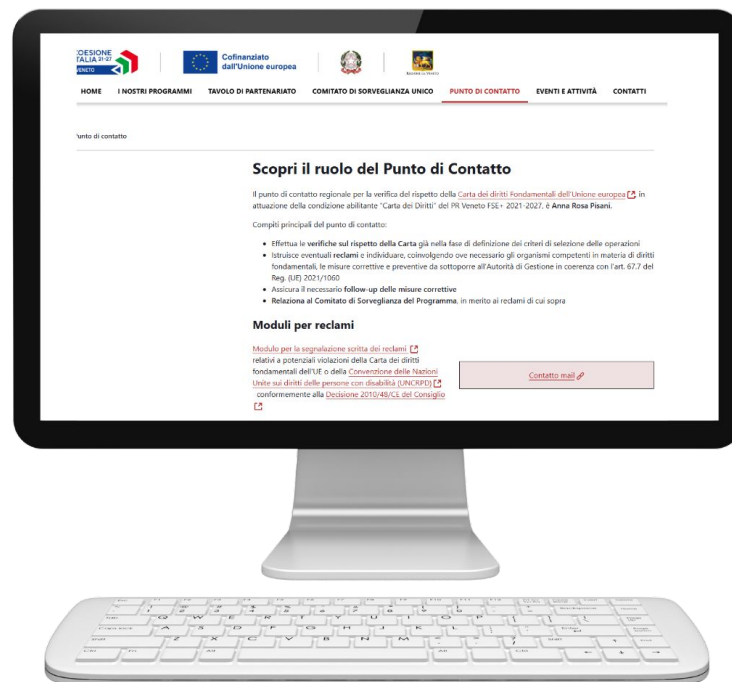 COESIONE
ITALIA 21-27
VENETO
Cofinanziato
dall'Unione europea
REGIONE DEL VENETO
HOME I NOSTRI PROGRAMMI TAVOLO DI PARTENARIATO COMITATO DI SORVEGLIANZA UNICO PUNTO DI CONTATTO EVENTI E ATTIVITÀ CONTATTI
Punto di contatto
Scopri il ruolo del Punto di Contatto
Il punto di contatto regionale per la verifica del rispetto della Carta dei diritti Fondamentali dell'Unione europea, in
attuazione della condizione abilitante "Carta dei Diritti" del PR Veneto FSE+ 2021-2027, è Anna Rosa Pisani.
Compiti principali del punto di contatto:
• Effettua le verifiche sul rispetto della Carta già nella fase di definizione dei criteri di selezione delle operazioni
• Istruisce eventuali reclami e individuare, coinvolgendo ove necessario gli organismi competenti in materia di diritti
fondamentali, le misure correttive e preventive da sottoporre all'Autorità di Gestione in coerenza con l'art. 67.7 del
Reg. (UE) 2021/1060
• Assicura il necessario follow-up delle misure correttive
• Relaziona al Comitato di Sorveglianza del Programma, in merito ai reclami di cui sopra
Moduli per reclami
Modulo per la segnalazione scritta dei reclami
relativi a potenziali violazioni della Carta dei diritti
fondamentali dell'UE o della Convenzione delle Nazioni
Unite sui diritti delle persone con disabilità (UNCRPD)
conformemente alla Decisione 2010/48/CE del Consiglio
Contatto mail